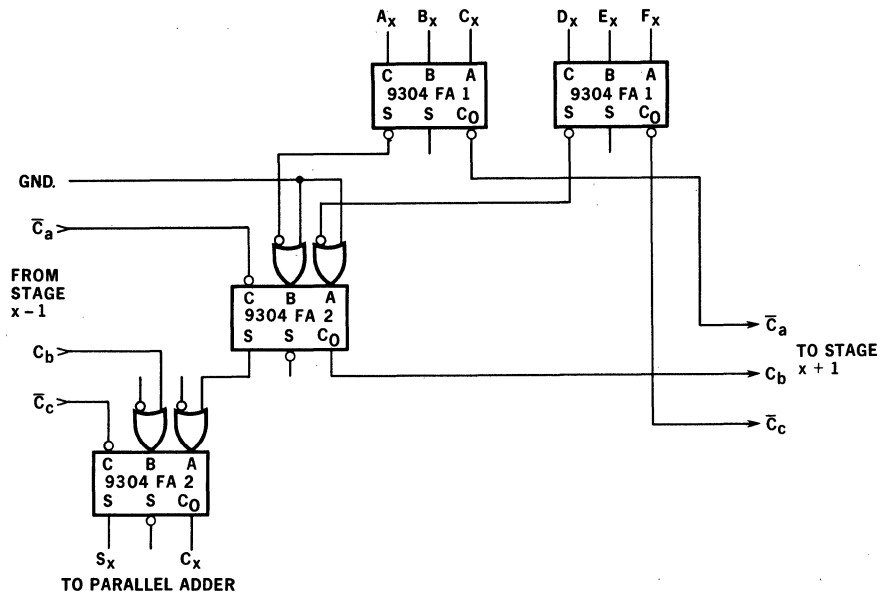 Ax Bx Cx Dx Ex Fx
C B A
9304 FA 1
S S CO
C B A
9304 FA 1
S S CO
GND.
C̅a
FROM
STAGE
x – 1
C B A
9304 FA 2
S S CO
C̅a
TO STAGE
x + 1
Cb
Cb
C̅c
C̅c
C B A
9304 FA 2
S S CO
Sx Cx
TO PARALLEL ADDER